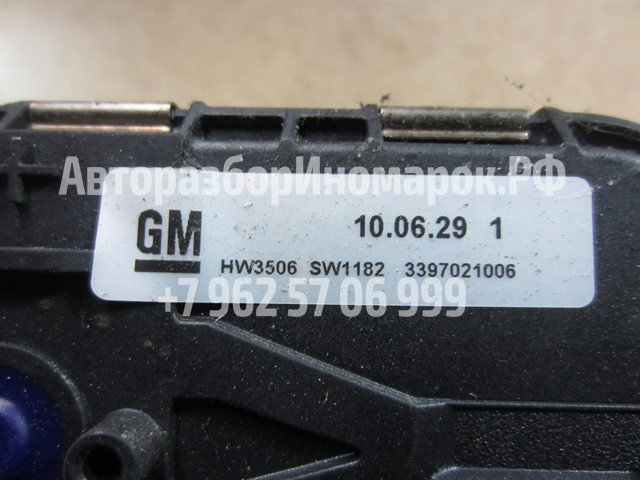 АвторазборИномарок.РФ
GM 10.06.29 1
HW3506 SW1182 3397021006
+7 962 57 06 999